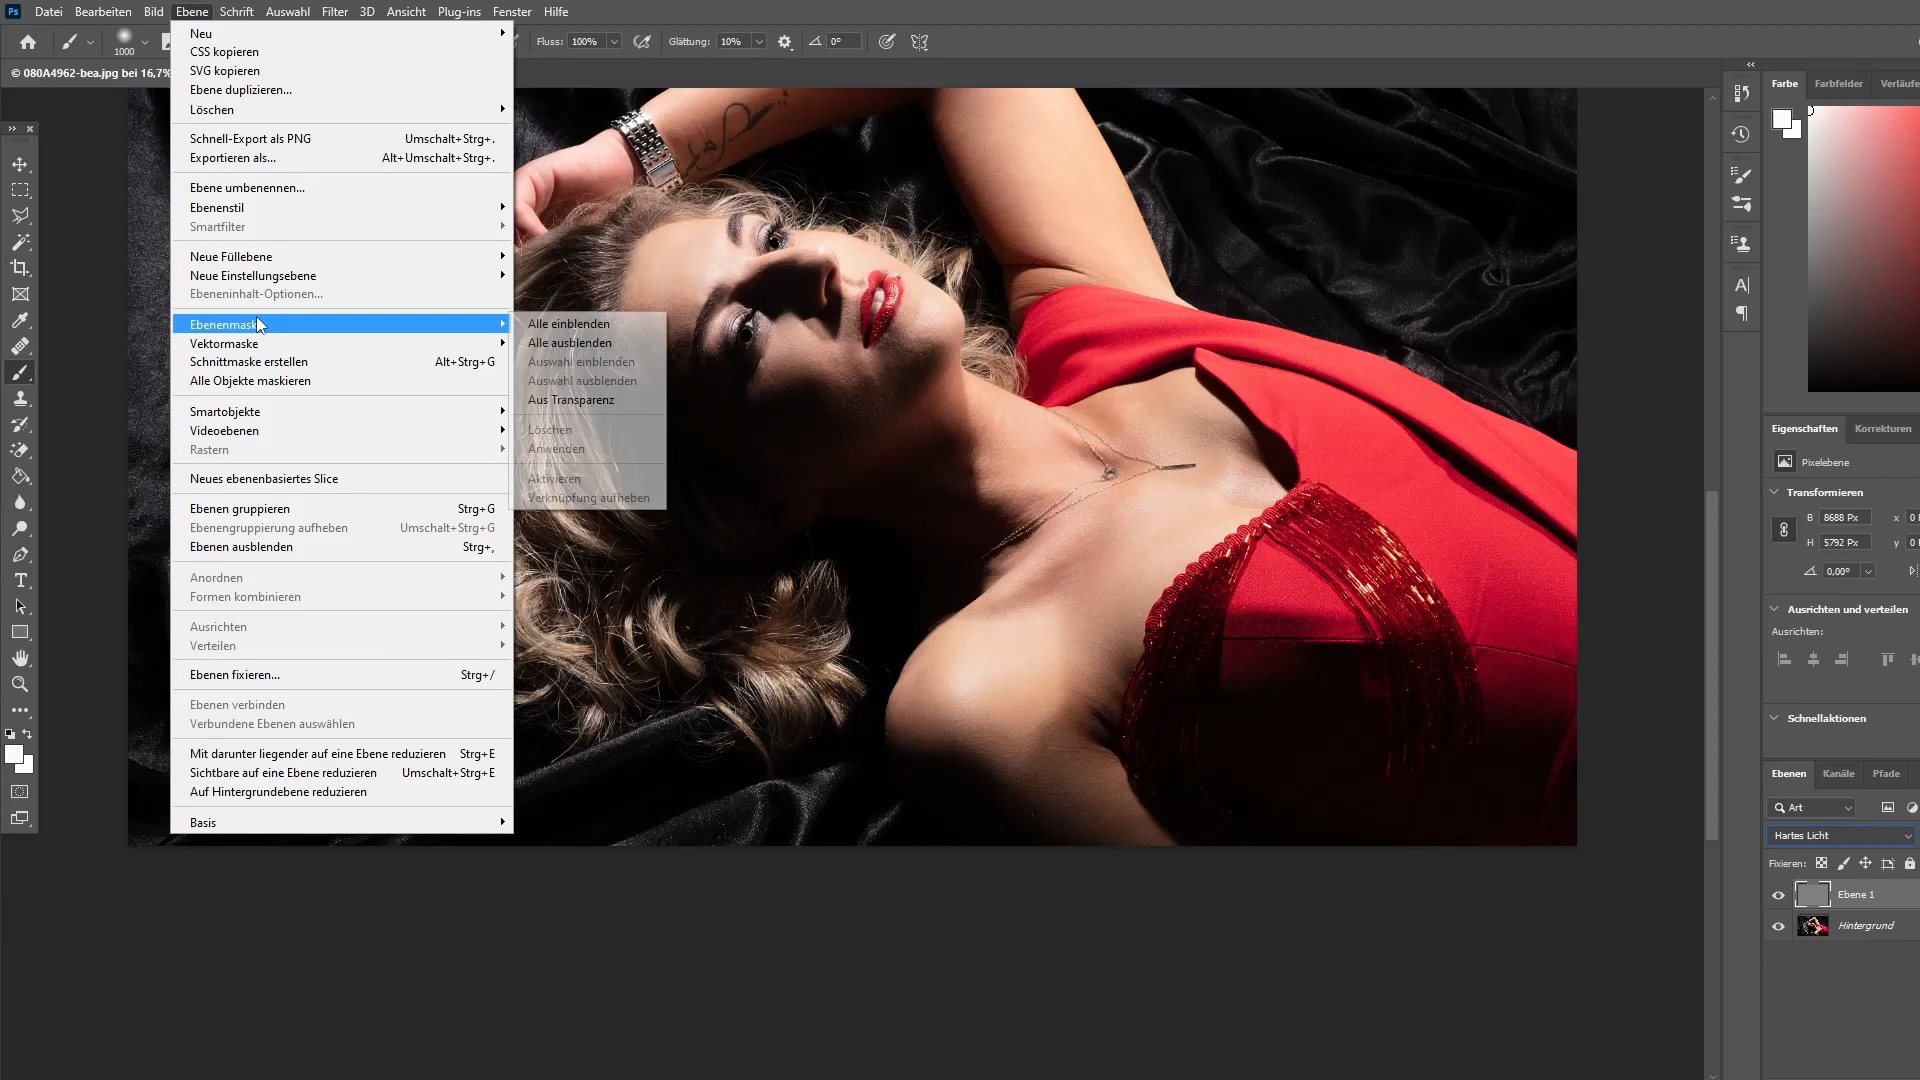 Ps Datei Bearbeiten Bild Ebene Schrift Auswahl Filter 3D Ansicht Plug-ins Fenster Hilfe
1000 Fluss: 100% Glättung: 10% 0°
© 080A4962-bea.jpg bei 16,7%
Neu
CSS kopieren
SVG kopieren
Ebene duplizieren...
Löschen
Schnell-Export als PNG Umschalt+Strg+.
Exportieren als... Alt+Umschalt+Strg+.
Ebene umbenennen...
Ebenenstil
Smartfilter
Neue Füllebene
Neue Einstellungsebene
Ebeneninhalt-Optionen...
Ebenenmaske
Vektormaske
Schnittmaske erstellen Alt+Strg+G
Alle Objekte maskieren
Smartobjekte
Videoebenen
Rastern
Neues ebenenbasiertes Slice
Ebenen gruppieren Strg+G
Ebenengruppierung aufheben Umschalt+Strg+G
Ebenen ausblenden Strg+,
Anordnen
Formen kombinieren
Ausrichten
Verteilen
Ebenen fixieren... Strg+/
Ebenen verbinden
Verbundene Ebenen auswählen
Mit darunter liegender auf eine Ebene reduzieren Strg+E
Sichtbare auf eine Ebene reduzieren Umschalt+Strg+E
Auf Hintergrundebene reduzieren
Basis
Alle einblenden
Alle ausblenden
Auswahl einblenden
Auswahl ausblenden
Aus Transparenz
Löschen
Anwenden
Aktivieren
Verknüpfung aufheben
Farbe Farbfelder Verläufe
Eigenschaften Korrekturen
Pixelebene
Transformieren
B 8688 Px x 0
H 5792 Px y 0
0,00°
Ausrichten und verteilen
Ausrichten:
Schnellaktionen
Ebenen Kanäle Pfade
Art
Hartes Licht
Fixieren:
Ebene 1
Hintergrund